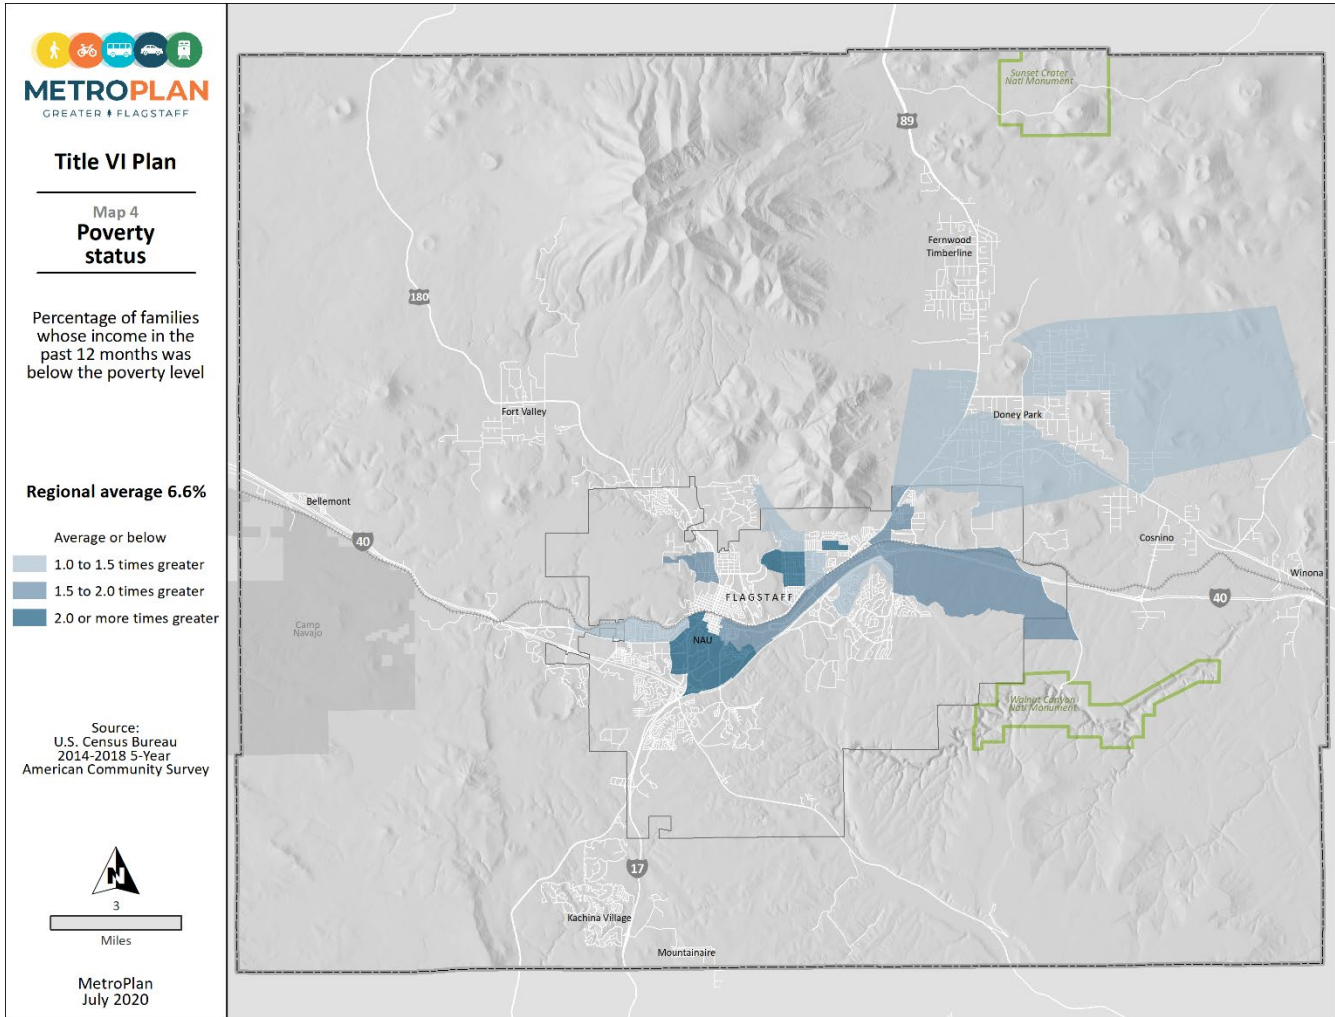 METROPLAN
GREATER FLAGSTAFF
Title VI Plan
Map 4
Poverty
status
Percentage of families
whose income in the
past 12 months was
below the poverty level
Regional average 6.6%
Average or below
1.0 to 1.5 times greater
1.5 to 2.0 times greater
2.0 or more times greater
Source:
U.S. Census Bureau
2014-2018 5-Year
American Community Survey
N
3
Miles
MetroPlan
July 2020
Sunset Crater
Natl Monument
89
Fernwood
Timberline
180
Fort Valley
Doney Park
Bellemont
40
Cosnino
Winona
FLAGSTAFF
40
Camp
Navajo
NAU
Walnut Canyon
Natl Monument
17
Kachina Village
Mountainaire